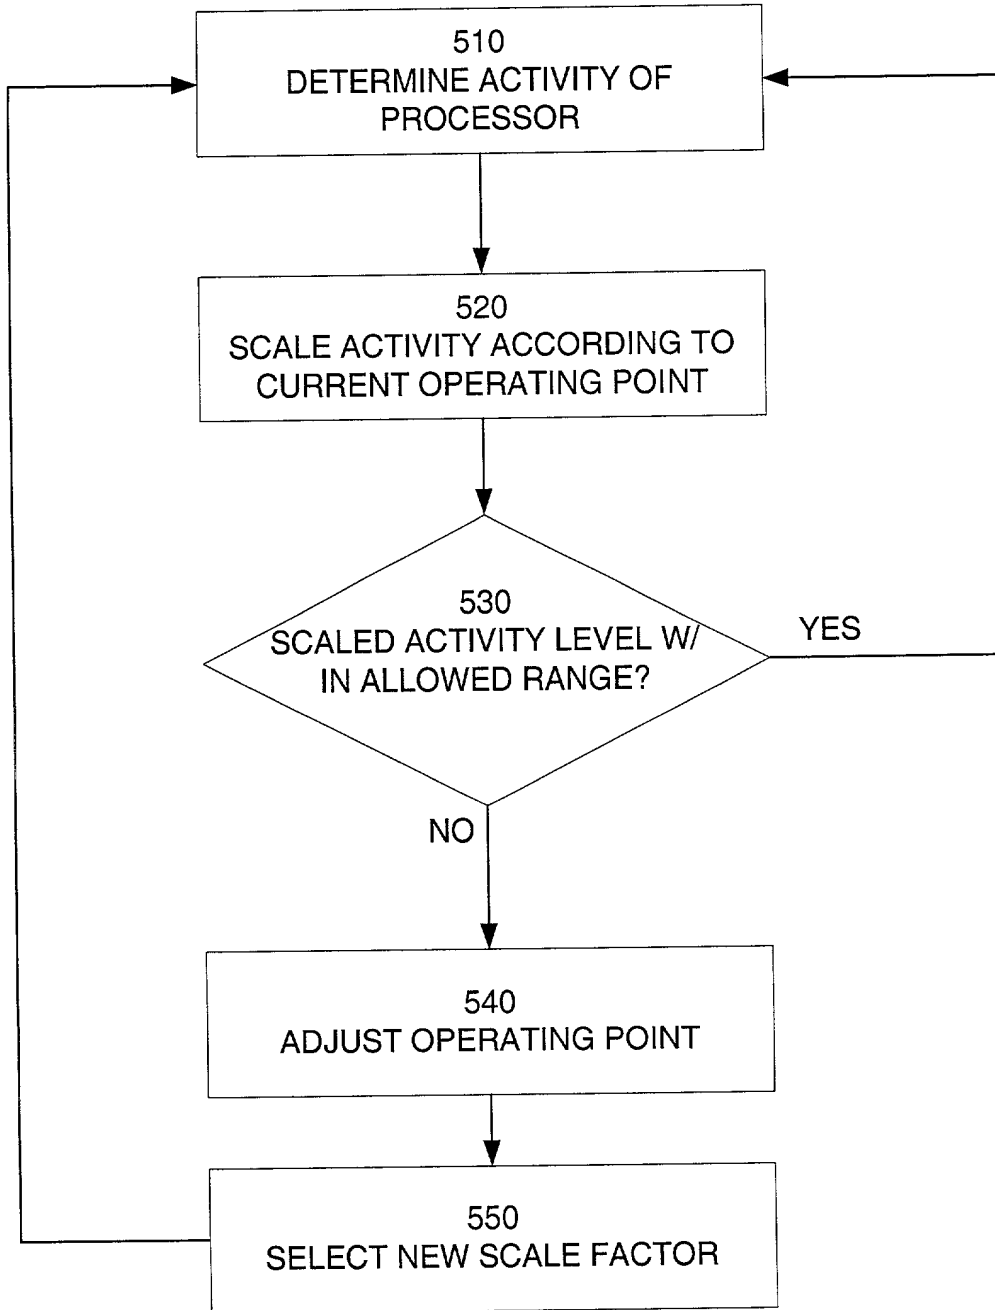 510
DETERMINE ACTIVITY OF
PROCESSOR
520
SCALE ACTIVITY ACCORDING TO
CURRENT OPERATING POINT
530
SCALED ACTIVITY LEVEL W/
IN ALLOWED RANGE?
YES
NO
540
ADJUST OPERATING POINT
550
SELECT NEW SCALE FACTOR